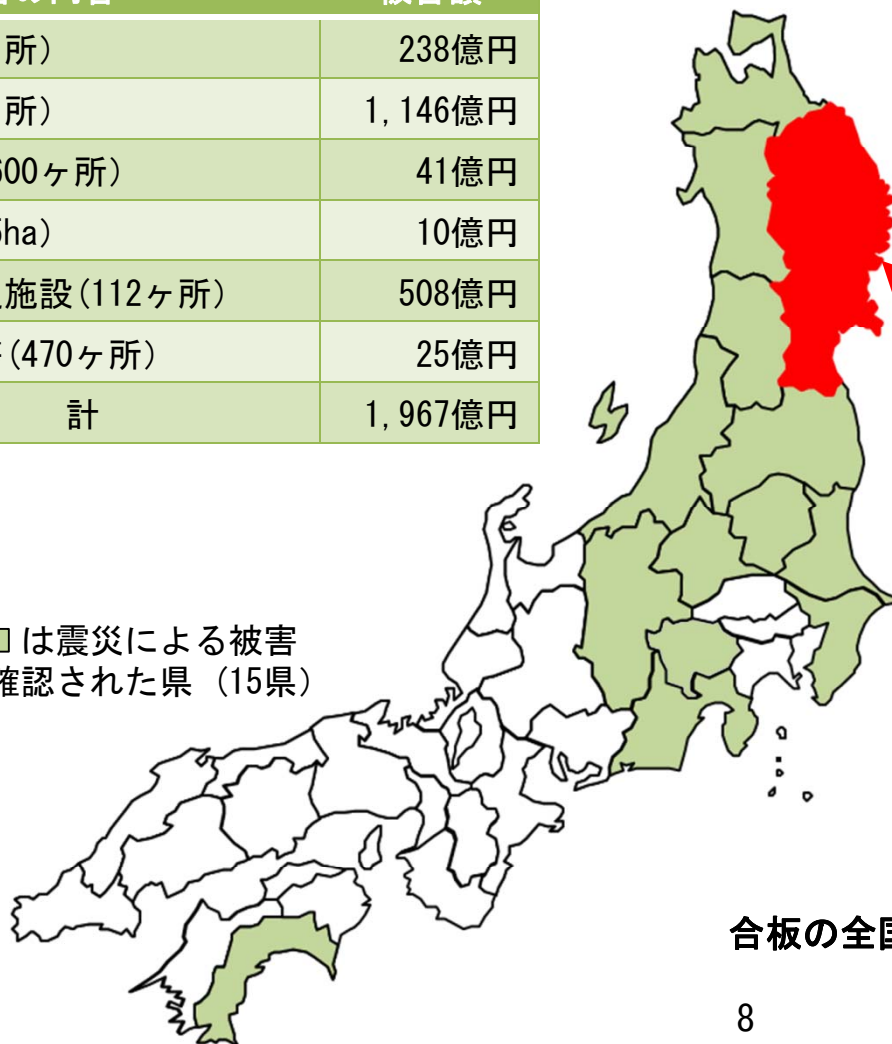 所) 238億円
所) 1,146億円
600ヶ所) 41億円
ha) 10億円
施設(112ヶ所) 508億円
(470ヶ所) 25億円
計 1,967億円
は震災による被害
確認された県 (15県)
合板の全国
8